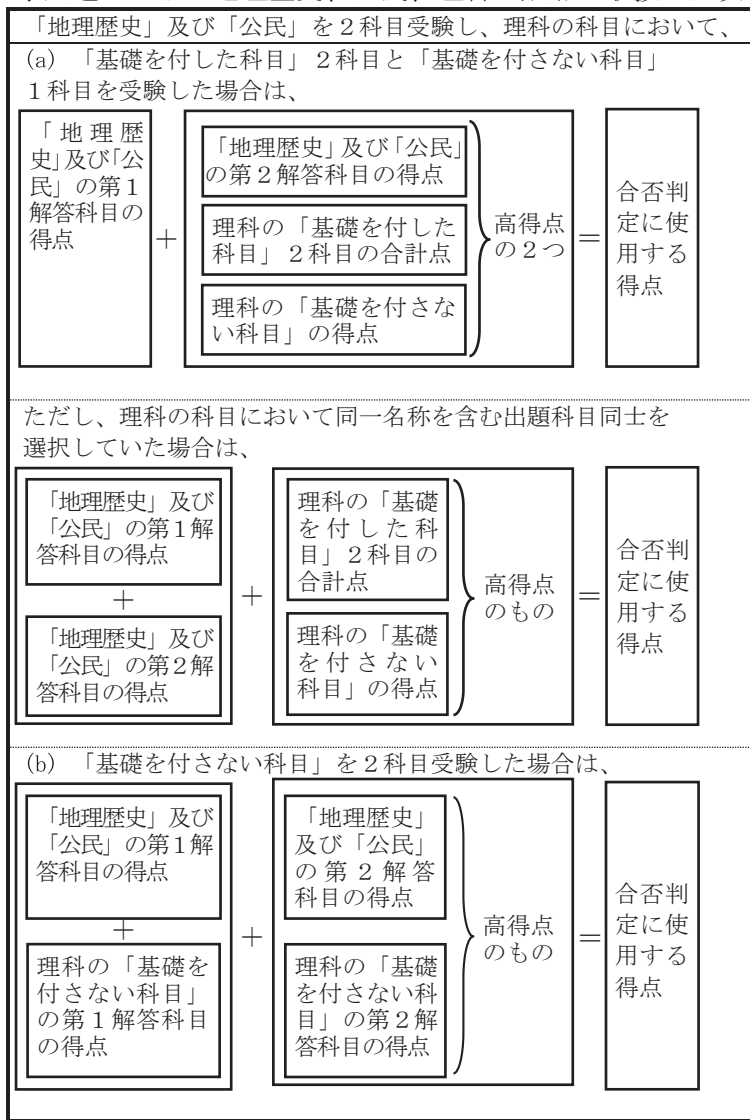 「地理歴史」及び「公民」を２科目受験し、理科の科目において、
(a) 「基礎を付した科目」２科目と「基礎を付さない科目」
１科目を受験した場合は、
「地理歴
史」及び「公
民」の第１
解答科目の
得点
＋
「地理歴史」及び「公民」
の第２解答科目の得点
理科の「基礎を付した
科目」２科目の合計点
理科の「基礎を付さな
い科目」の得点
高得点
の２つ
＝
合否判
定に使
用する
得点
ただし、理科の科目において同一名称を含む出題科目同士を
選択していた場合は、
「地理歴史」及び
「公民」の第１解
答科目の得点
＋
「地理歴史」及び
「公民」の第２解
答科目の得点
＋
理科の「基礎
を付した科
目」２科目の
合計点
理科の「基礎
を付さない
科目」の得点
高得点
のもの
＝
合否判
定に使
用する
得点
(b) 「基礎を付さない科目」を２科目受験した場合は、
「地理歴史」及び
「公民」の第１解
答科目の得点
＋
理科の「基礎を
付さない科目」
の第１解答科目
の得点
＋
「地理歴史」
及び「公民」
の第２解答
科目の得点
理科の「基礎
を付さない科
目」の第２解
答科目の得点
高得点
のもの
＝
合否判
定に使
用する
得点